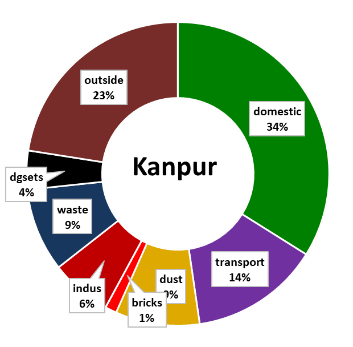 outside
23%
domestic
34%
Kanpur
dgsets
4%
waste
9%
transport
14%
indus
6%
dust
bricks
1%